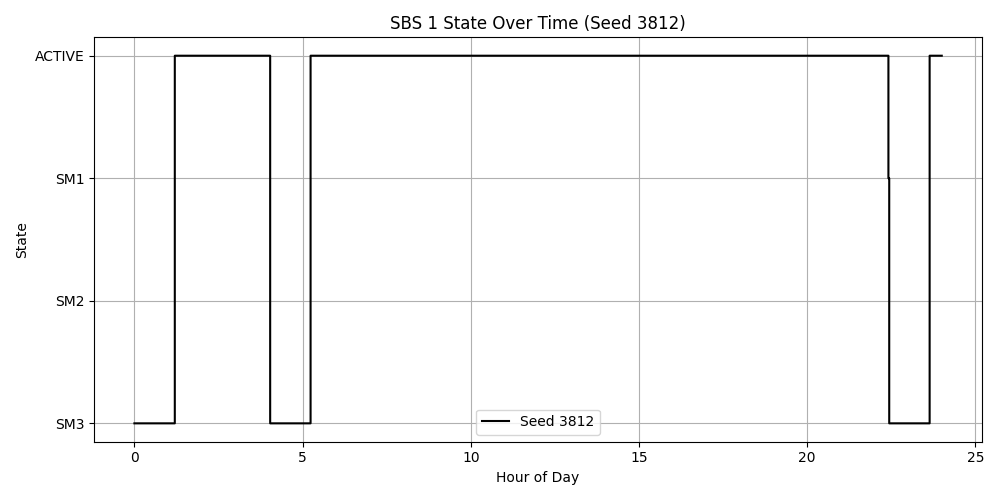 SBS 1 State Over Time (Seed 3812)
ACTIVE
SM1
SM2
SM3
State
Seed 3812
0 5 10 15 20 25
Hour of Day